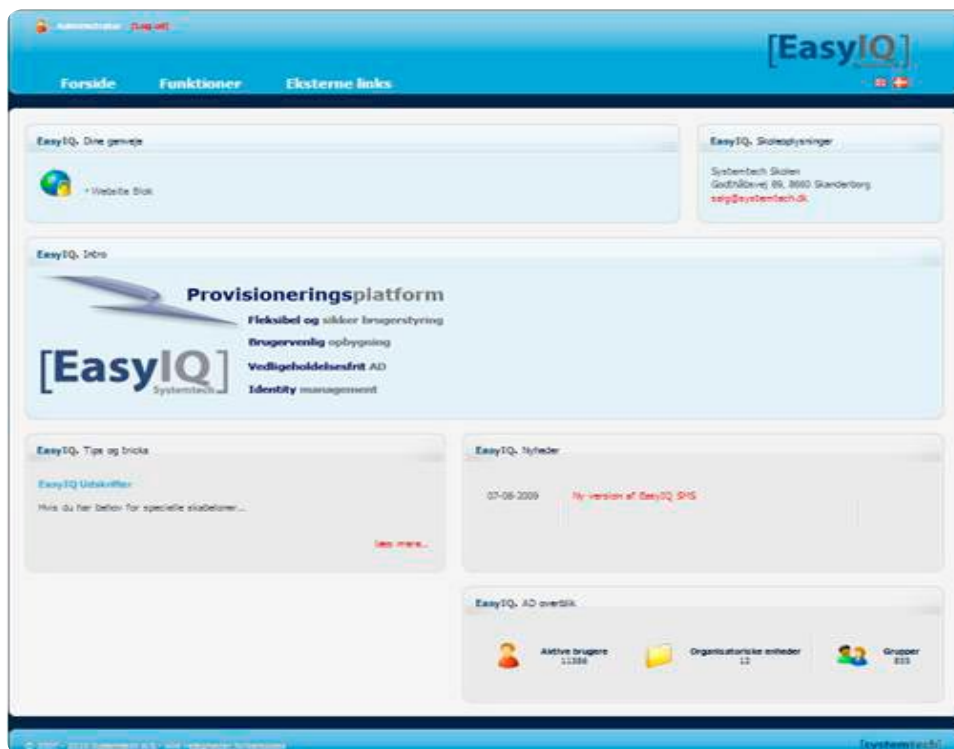 Administrator [Log ud]
[EasyIQ]
Systemtech
Forside Funktioner Eksterne links
EasyIQ. Dine genveje
• Website Blok
EasyIQ. Skoleoplysninger
Systemtech Skolen
Godthåbsvej 89, 8660 Skanderborg
salg@systemtech.dk
EasyIQ. Intro
Provisioneringsplatform
Fleksibel og sikker brugerstyring
Brugervenlig opbygning
Vedligeholdelsesfrit AD
Identity management
[EasyIQ]
Systemtech
EasyIQ. Tips og tricks
EasyIQ Udskrifter
Hvis du har behov for specielle skabeloner...
læs mere...
EasyIQ. Nyheder
07-08-2009 Ny version af EasyIQ SMS
EasyIQ. AD overblik
Aktive brugere
11386
Organisatoriske enheder
12
Grupper
[systemtech]